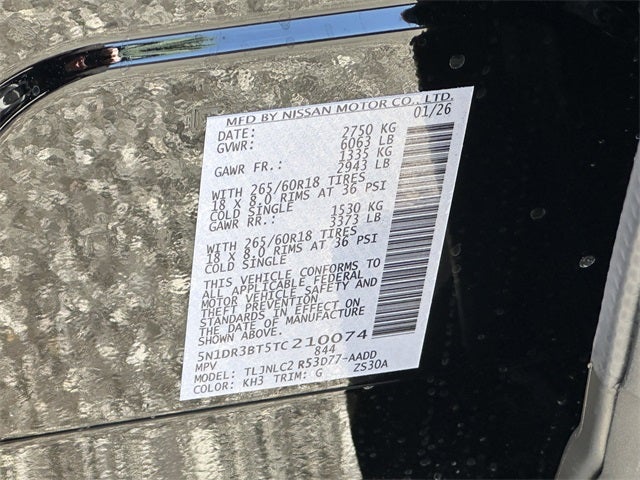 MFD BY NISSAN MOTOR CO., LTD.
DATE: 01/26
GVWR: 2750 KG
6063 LB
GAWR FR.: 1335 KG
2943 LB
WITH 265/60R18 TIRES
18 X 8.0 RIMS AT 36 PSI
COLD SINGLE
GAWR RR.: 1530 KG
3373 LB
WITH 265/60R18 TIRES
18 X 8.0 RIMS AT 36 PSI
COLD SINGLE
THIS VEHICLE CONFORMS TO
ALL APPLICABLE FEDERAL
MOTOR VEHICLE SAFETY AND
THEFT PREVENTION
STANDARDS IN EFFECT ON
THE DATE OF MANUFACTURE
SHOWN ABOVE.
5N1DR3BT5TC210074
MPV 844
MODEL: TLJNLC2 R53D77-AADD
COLOR: KH3 TRIM: G ZS30A